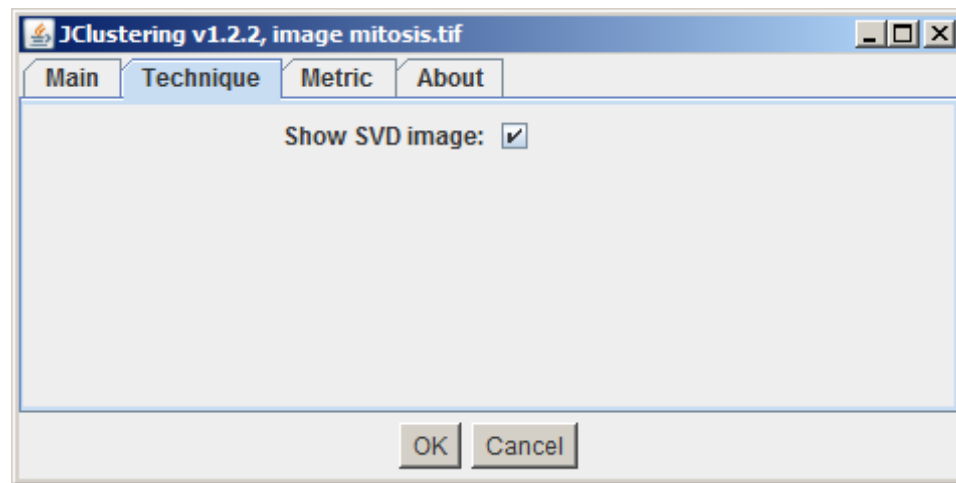 JClustering v1.2.2, image mitosis.tif
Main Technique Metric About
Show SVD image:
OK Cancel